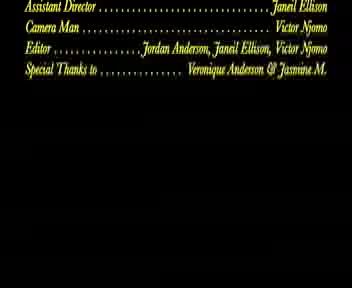 Assistant Director . . . . . . . . . . . . . . . . . . . . . . . . . . . . . Janeil Ellison
Camera Man . . . . . . . . . . . . . . . . . . . . . . . . . . . . . . . . Victor Njomo
Editor . . . . . . . . . . . . . . . Jordan Anderson, Janeil Ellison, Victor Njomo
Special Thanks to . . . . . . . . . . . . . . Veronique Anderson & Jasmine M.